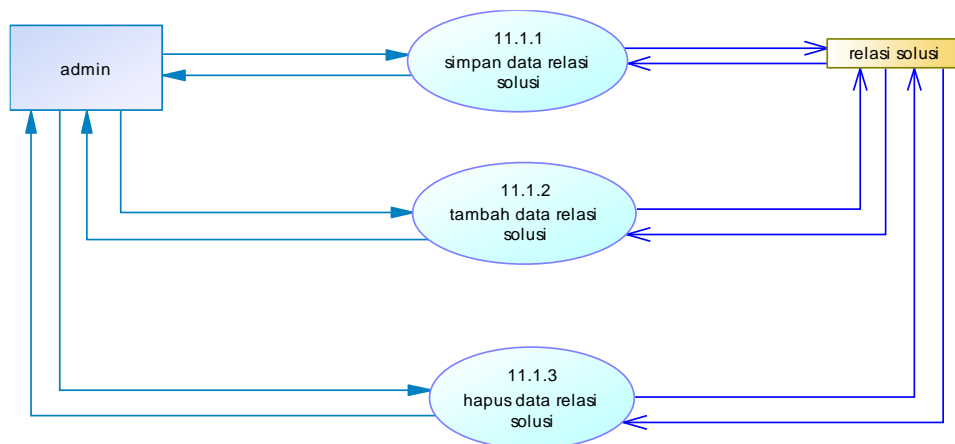 admin
11.1.1
simpan data relasi
solusi
relasi solusi
11.1.2
tambah data relasi
solusi
11.1.3
hapus data relasi
solusi